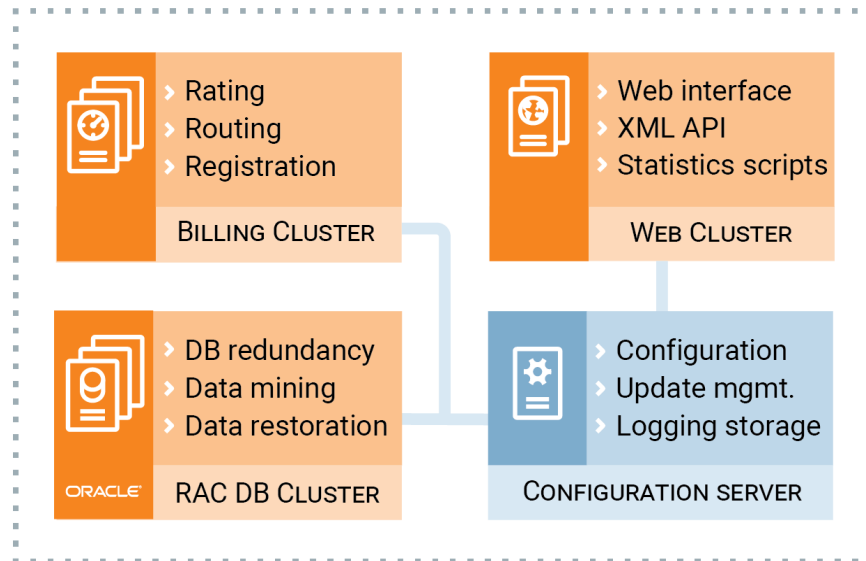 Rating
Routing
Registration
BILLING CLUSTER
Web interface
XML API
Statistics scripts
WEB CLUSTER
DB redundancy
Data mining
Data restoration
ORACLE
RAC DB CLUSTER
Configuration
Update mgmt.
Logging storage
CONFIGURATION SERVER